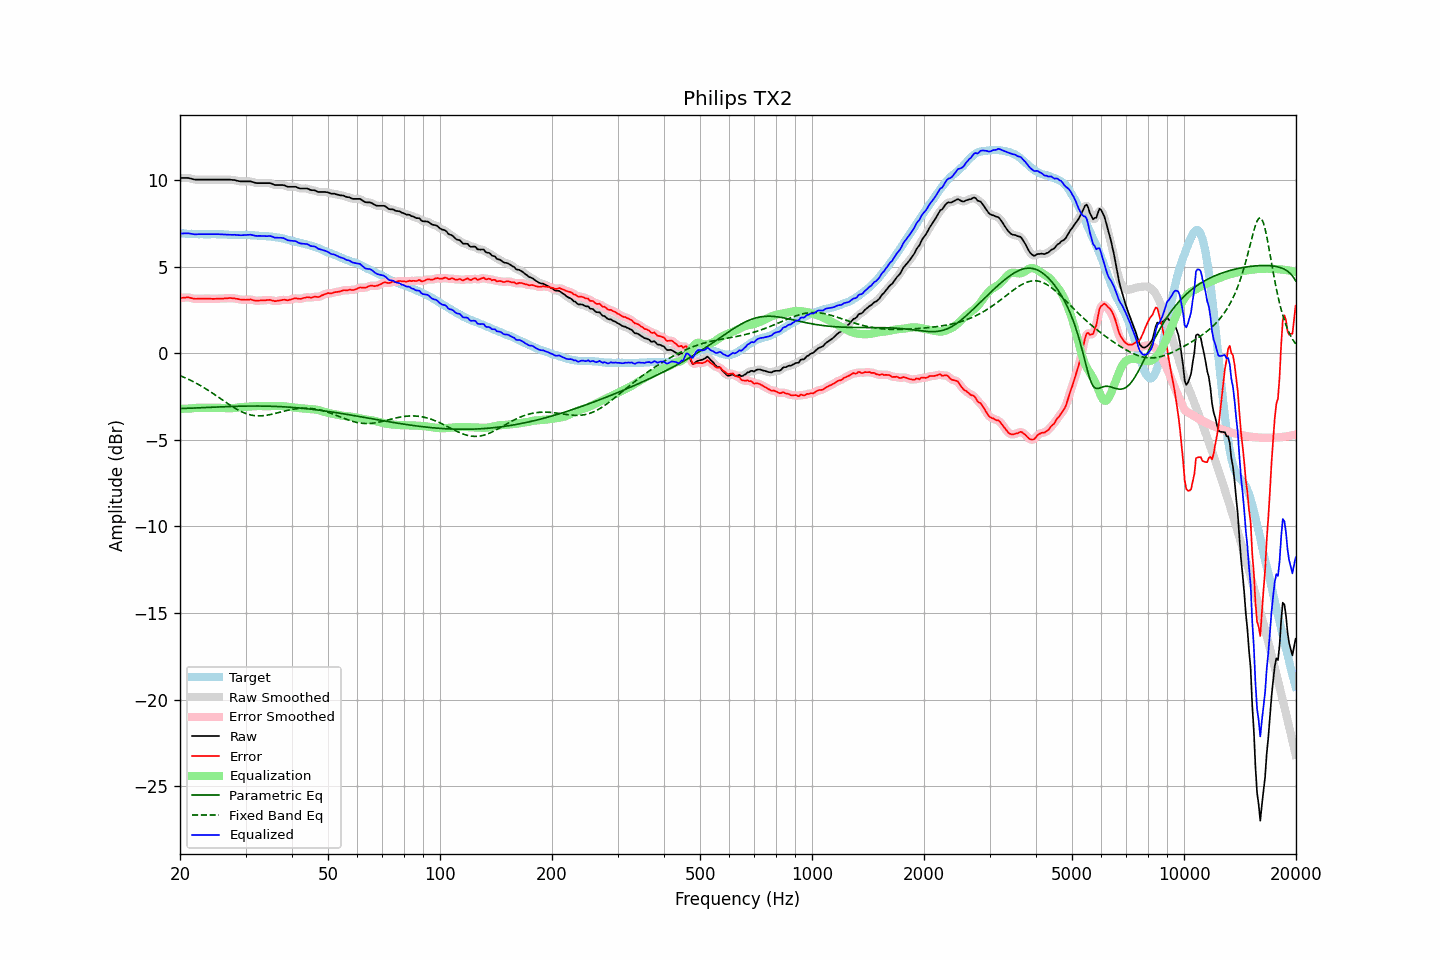 Philips TX2
Amplitude (dBr)
10
5
0
−5
−10
−15
−20
−25
Target
Raw Smoothed
Error Smoothed
Raw
Error
Equalization
Parametric Eq
Fixed Band Eq
Equalized
20 50 100 200 500 1000 2000 5000 10000 20000
Frequency (Hz)